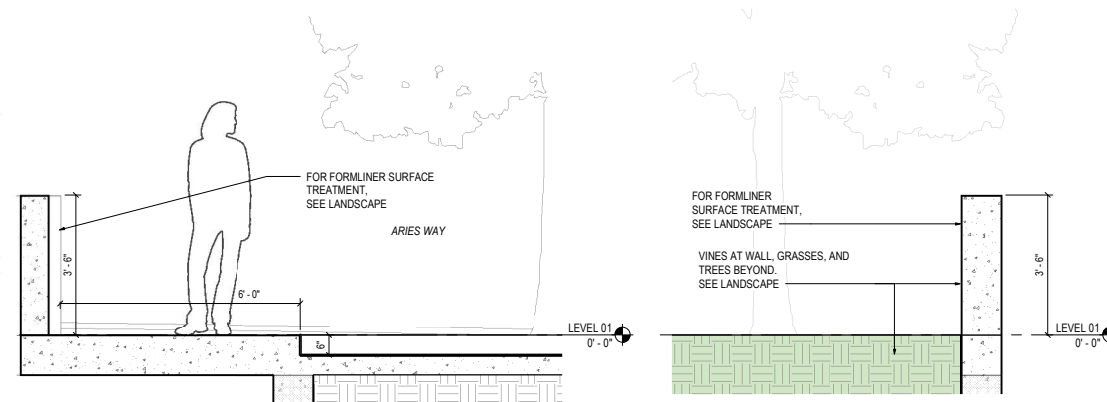 FOR FORMLINER SURFACE
TREATMENT,
SEE LANDSCAPE
ARIES WAY
3' - 6"
6' - 0"
6"
LEVEL 01
0' - 0"
FOR FORMLINER
SURFACE TREATMENT,
SEE LANDSCAPE
VINES AT WALL, GRASSES, AND
TREES BEYOND.
SEE LANDSCAPE
3' - 6"
LEVEL 01
0' - 0"